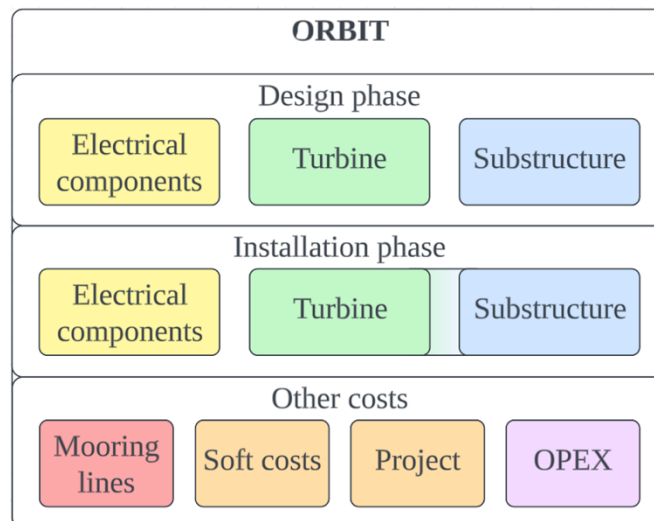 ORBIT
Design phase
Electrical
components
Turbine
Substructure
Installation phase
Electrical
components
Turbine
Substructure
Other costs
Mooring
lines
Soft costs
Project
OPEX